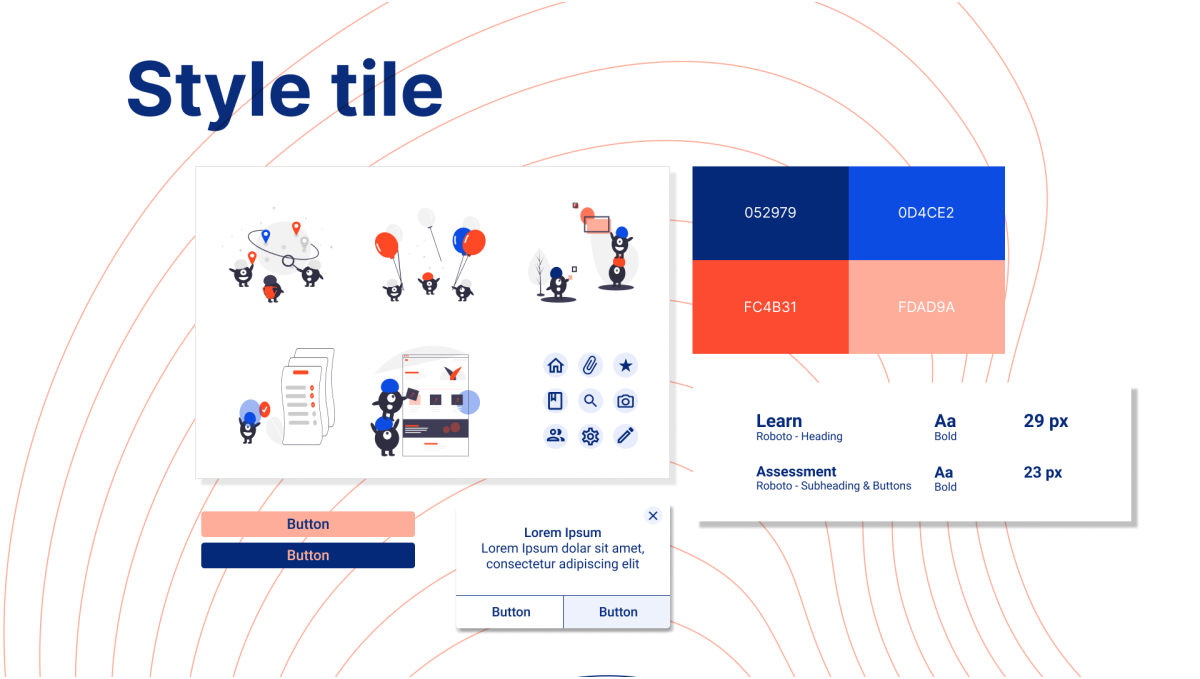 Style tile
052979
0D4CE2
FC4B31
FDAD9A
Learn Aa 29 px
Roboto - Heading Bold
Assessment Aa 23 px
Roboto - Subheading & Buttons Bold
Button
Button
Lorem Ipsum
Lorem Ipsum dolar sit amet,
consectetur adipiscing elit
Button Button